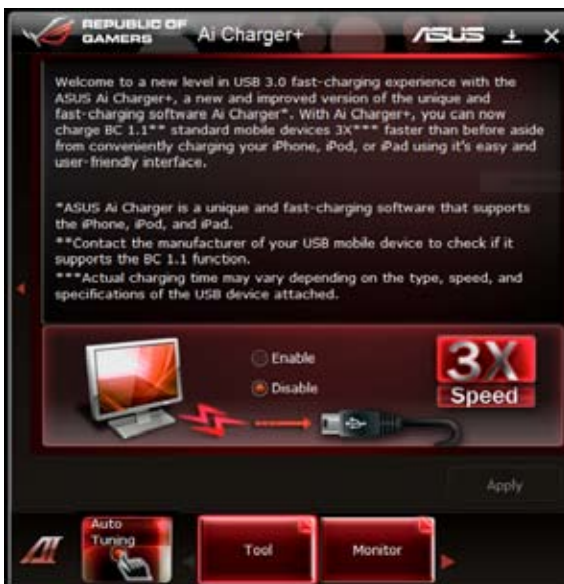 REPUBLIC OF
GAMERS
Ai Charger+
ASUS
Welcome to a new level in USB 3.0 fast-charging experience with the
ASUS Ai Charger+, a new and improved version of the unique and
fast-charging software Ai Charger*. With Ai Charger+, you can now
charge BC 1.1** standard mobile devices 3X*** faster than before aside
from conveniently charging your iPhone, iPod, or iPad using it's easy and
user-friendly interface.
*ASUS Ai Charger is a unique and fast-charging software that supports
the iPhone, iPod, and iPad.
**Contact the manufacturer of your USB mobile device to check if it
supports the BC 1.1 function.
***Actual charging time may vary depending on the type, speed, and
specifications of the USB device attached.
Enable
Disable
3X
Speed
Apply
AI
Auto
Tuning
Tool
Monitor